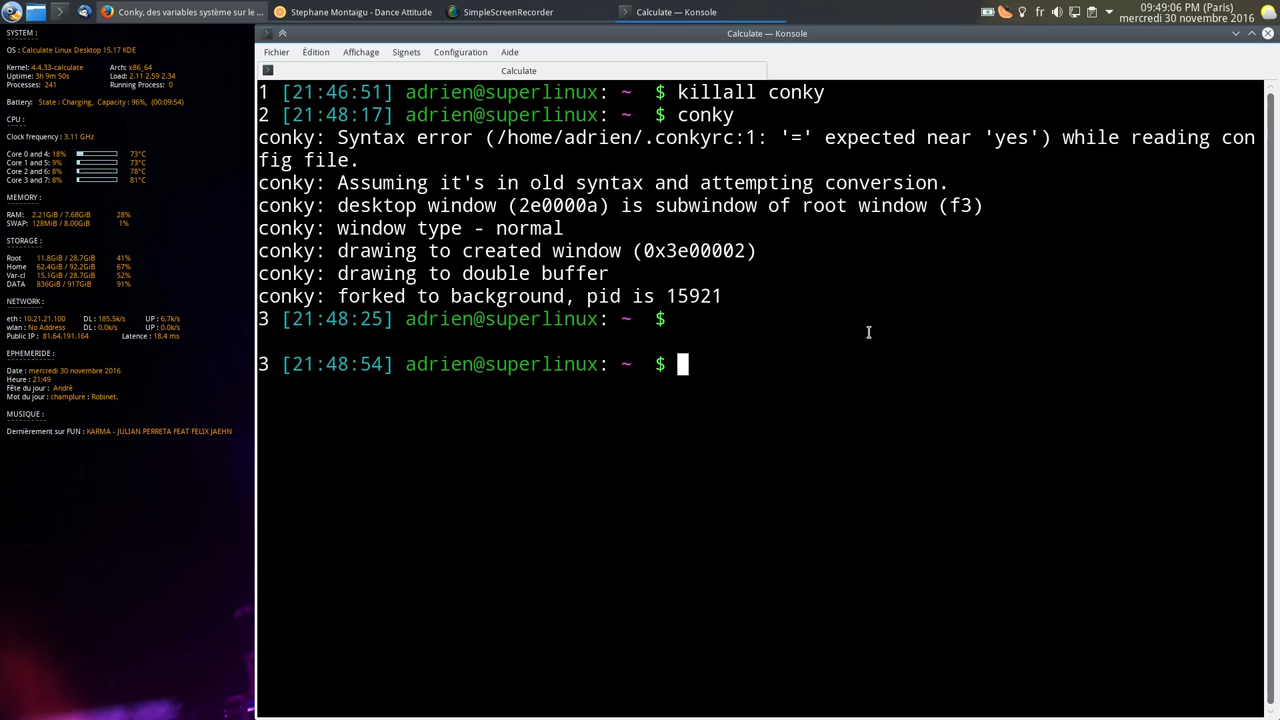 Conky, des variables système sur le ...
Stephane Montaigu - Dance Attitude
SimpleScreenRecorder
Calculate — Konsole
fr
09:49:06 PM (Paris)
mercredi 30 novembre 2016
SYSTEM :
OS : Calculate Linux Desktop 15.17 KDE
Kernel: 4.4.33-calculate Arch: x86_64
Uptime: 3h 9m 50s Load: 2.11 2.59 2.34
Processes: 241 Running Process: 0
Battery: State : Charging, Capacity : 96%, (00:09:54)
CPU :
Clock frequency : 3.11 GHz
Core 0 and 4: 18% 73°C
Core 1 and 5: 9% 73°C
Core 2 and 6: 8% 78°C
Core 3 and 7: 8% 81°C
MEMORY :
RAM: 2.21GiB / 7.68GiB 28%
SWAP: 128MiB / 8.00GiB 1%
STORAGE :
Root 11.8GiB / 28.7GiB 41%
Home 62.4GiB / 92.2GiB 67%
Var-cl 15.1GiB / 28.7GiB 52%
DATA 836GiB / 917GiB 91%
NETWORK :
eth : 10.21.21.100 DL : 185.5k/s UP : 6.7k/s
wlan : No Address DL : 0.0k/s UP : 0.0k/s
Public IP : 81.64.191.164 Latence : 18.4 ms
EPHEMERIDE :
Date : mercredi 30 novembre 2016
Heure : 21:49
Fête du jour : André
Mot du jour : champlure : Robinet.
MUSIQUE :
Dernièrement sur FUN : KARMA - JULIAN PERRETA FEAT FELIX JAEHN
Calculate — Konsole
Fichier Édition Affichage Signets Configuration Aide
Calculate
1 [21:46:51] adrien@superlinux: ~ $ killall conky
2 [21:48:17] adrien@superlinux: ~ $ conky
conky: Syntax error (/home/adrien/.conkyrc:1: '=' expected near 'yes') while reading con
fig file.
conky: Assuming it's in old syntax and attempting conversion.
conky: desktop window (2e0000a) is subwindow of root window (f3)
conky: window type - normal
conky: drawing to created window (0x3e00002)
conky: drawing to double buffer
conky: forked to background, pid is 15921
3 [21:48:25] adrien@superlinux: ~ $
3 [21:48:54] adrien@superlinux: ~ $